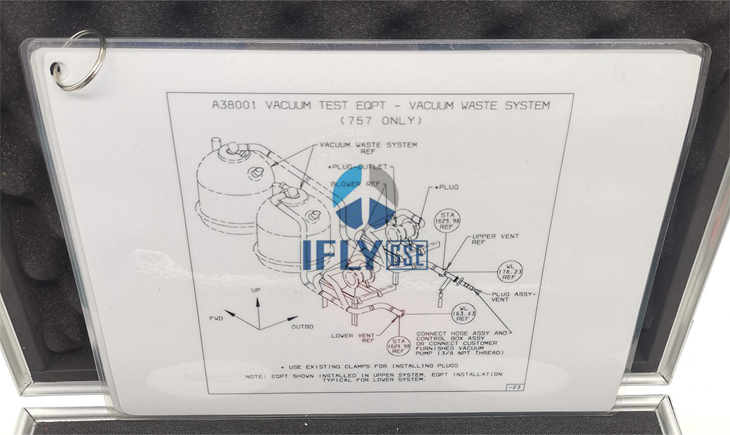 A38001 VACUUM TEST EQPT - VACUUM WASTE SYSTEM
(757 ONLY)
VACUUM WASTE SYSTEM
REF
*PLUG-OUTLET
BLOWER REF
*PLUG
STA
1629.98
REF
UPPER VENT
REF
WL
178.23
REF
IFLY GSE
PLUG ASSY-
VENT
WL
163.43
REF
UP
FWD
OUTBD
LOWER VENT
REF
STA
1629.98
REF
CONNECT HOSE ASSY AND
CONTROL BOX ASSY
OR CONNECT CUSTOMER
FURNISHED VACUUM
PUMP (3/8 NPT THREAD)
* USE EXISTING CLAMPS FOR INSTALLING PLUGS
NOTE: EQPT SHOWN INSTALLED IN UPPER SYSTEM. EQPT INSTALLATION
TYPICAL FOR LOWER SYSTEM.
-23